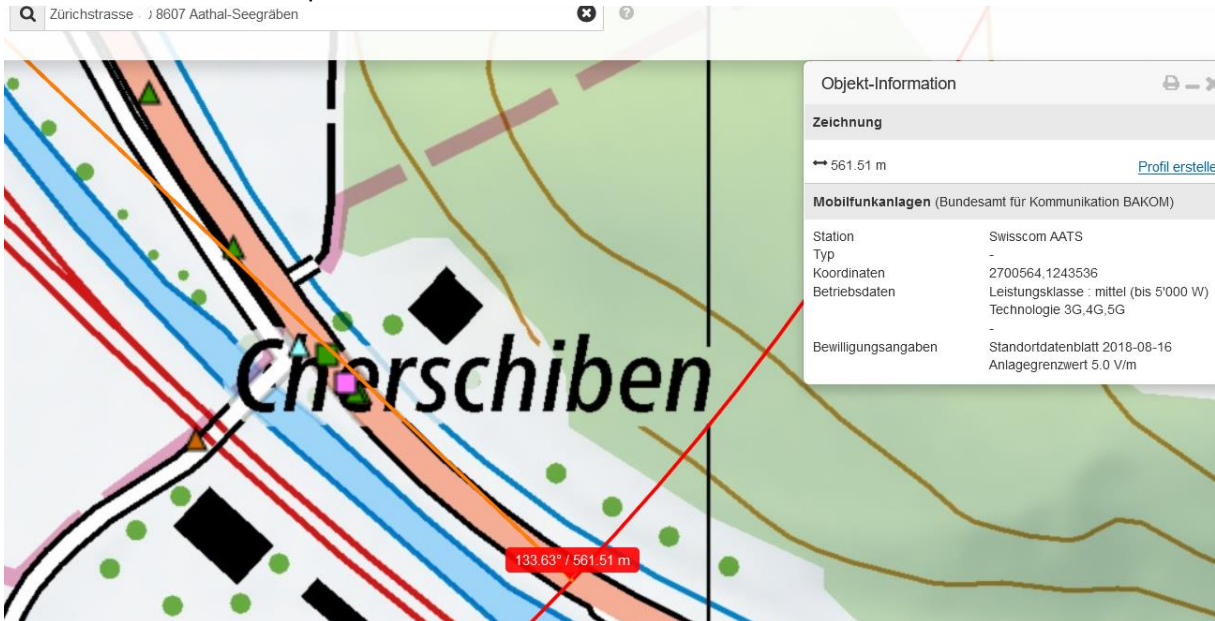 Zürichstrasse 8607 Aathal-Seegräben
Objekt-Information
Zeichnung
561.51 m
Profil erstelle
Mobilfunkanlagen (Bundesamt für Kommunikation BAKOM)
Station Swisscom AATS
Typ -
Koordinaten 2700564,1243536
Betriebsdaten Leistungsklasse : mittel (bis 5'000 W)
Technologie 3G,4G,5G
-
Bewilligungsangaben Standortdatenblatt 2018-08-16
Anlagegrenzwert 5.0 V/m
Cherschiben
133.63° / 561.51 m